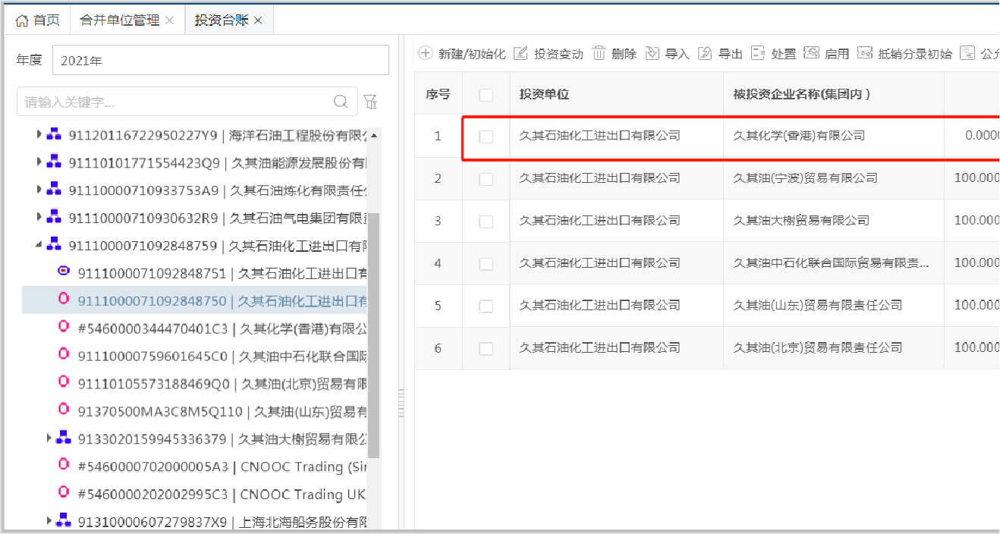 首页 合并单位管理 投资台账
年度 2021年
请输入关键字...
91120116722950227Y9 | 海洋石油工程股份有限
91110101771554423Q9 | 久其油能源发展股份有
91110000710933753A9 | 久其石油炼化有限责任
91110000710930632R9 | 久其石油气电集团有限
9111000071092848759 | 久其石油化工进出口有
9111000071092848751 | 久其石油化工进出口有
9111000071092848750 | 久其石油化工进出口有
#5460000344470401C3 | 久其化学(香港)有限公
91110000759601645C0 | 久其油中石化联合国际
91110105573188469Q0 | 久其油(北京)贸易有限
91370500MA3C8M5Q110 | 久其油(山东)贸易有
9133020159945336379 | 久其油大榭贸易有限
#5460000702000005A3 | CNOOC Trading (Sin
#5460000202002995C3 | CNOOC Trading UK
91310000607279837X9 | 上海北海船务股份有限
新建/初始化 投资变动 删除 导入 导出 处置 启用 抵销分录初始 公
序号 投资单位 被投资企业名称(集团内)
1 久其石油化工进出口有限公司 久其化学(香港)有限公司 0.000
2 久其石油化工进出口有限公司 久其油(宁波)贸易有限公司 100.000
3 久其石油化工进出口有限公司 久其油大榭贸易有限公司 100.000
4 久其石油化工进出口有限公司 久其油中石化联合国际贸易有限责... 100.000
5 久其石油化工进出口有限公司 久其油(山东)贸易有限责任公司 100.000
6 久其石油化工进出口有限公司 久其油(北京)贸易有限责任公司 100.000